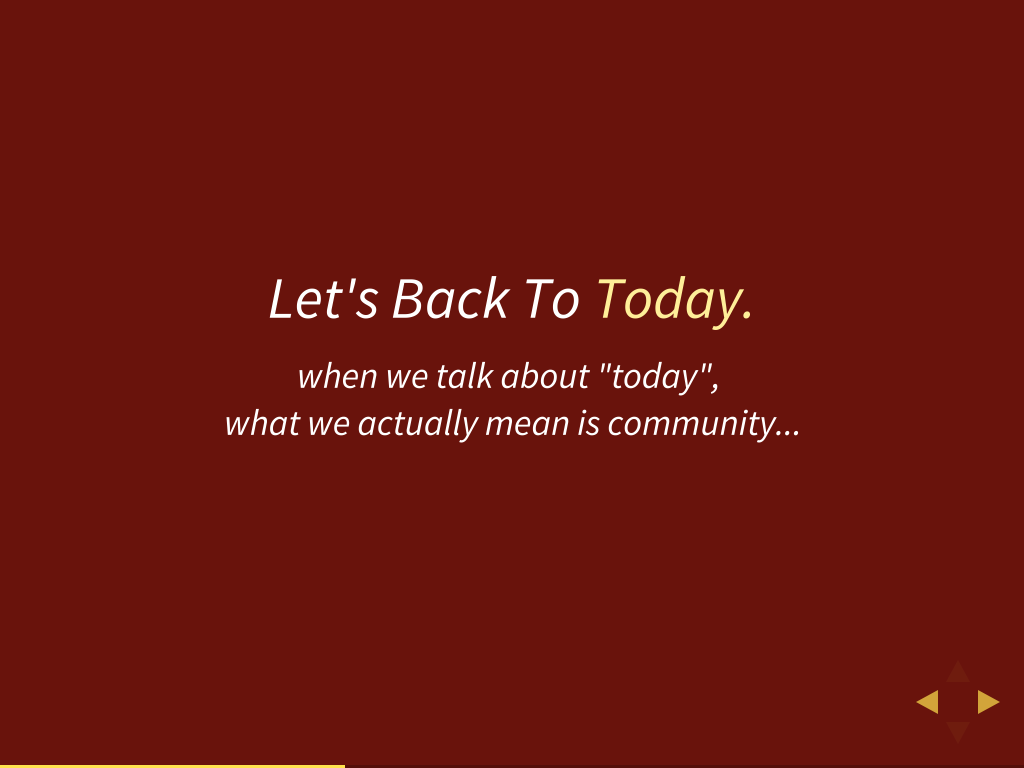 Let's Back To Today.
when we talk about "today",
what we actually mean is community...